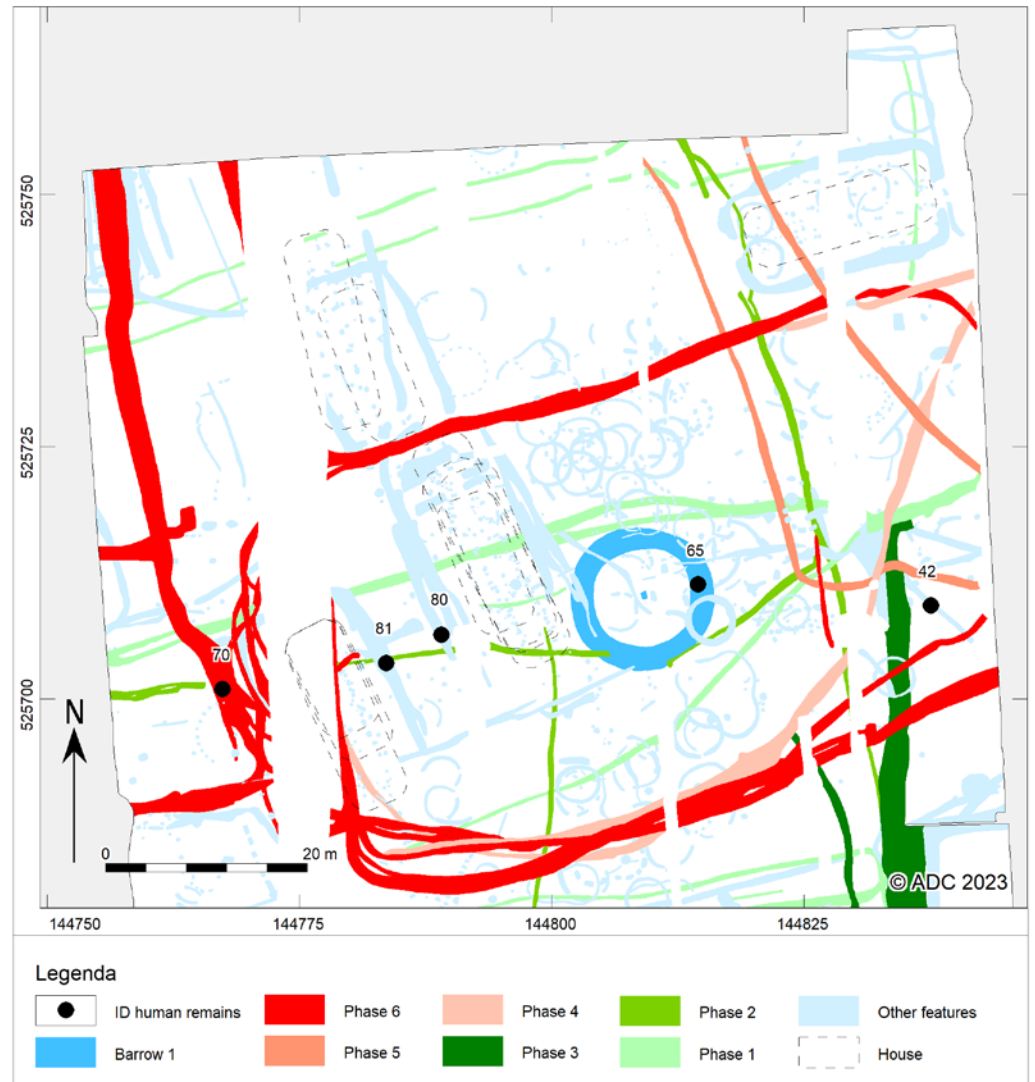 525750
525725
65
42
80
81
70
525700
N
0 20 m
© ADC 2023
144750 144775 144800 144825
Legenda
ID human remains Phase 6 Phase 4 Phase 2 Other features
Barrow 1 Phase 5 Phase 3 Phase 1 House